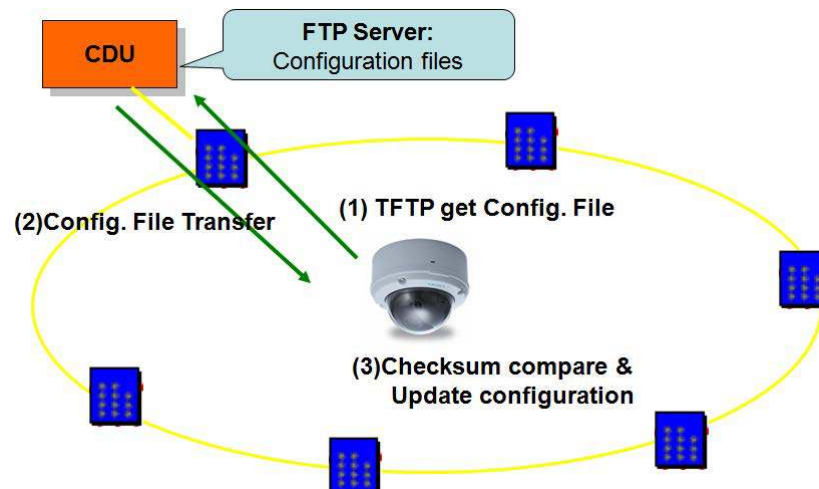 FTP Server:
Configuration files
CDU
(2)Config. File Transfer
(1) TFTP get Config. File
(3)Checksum compare &
Update configuration